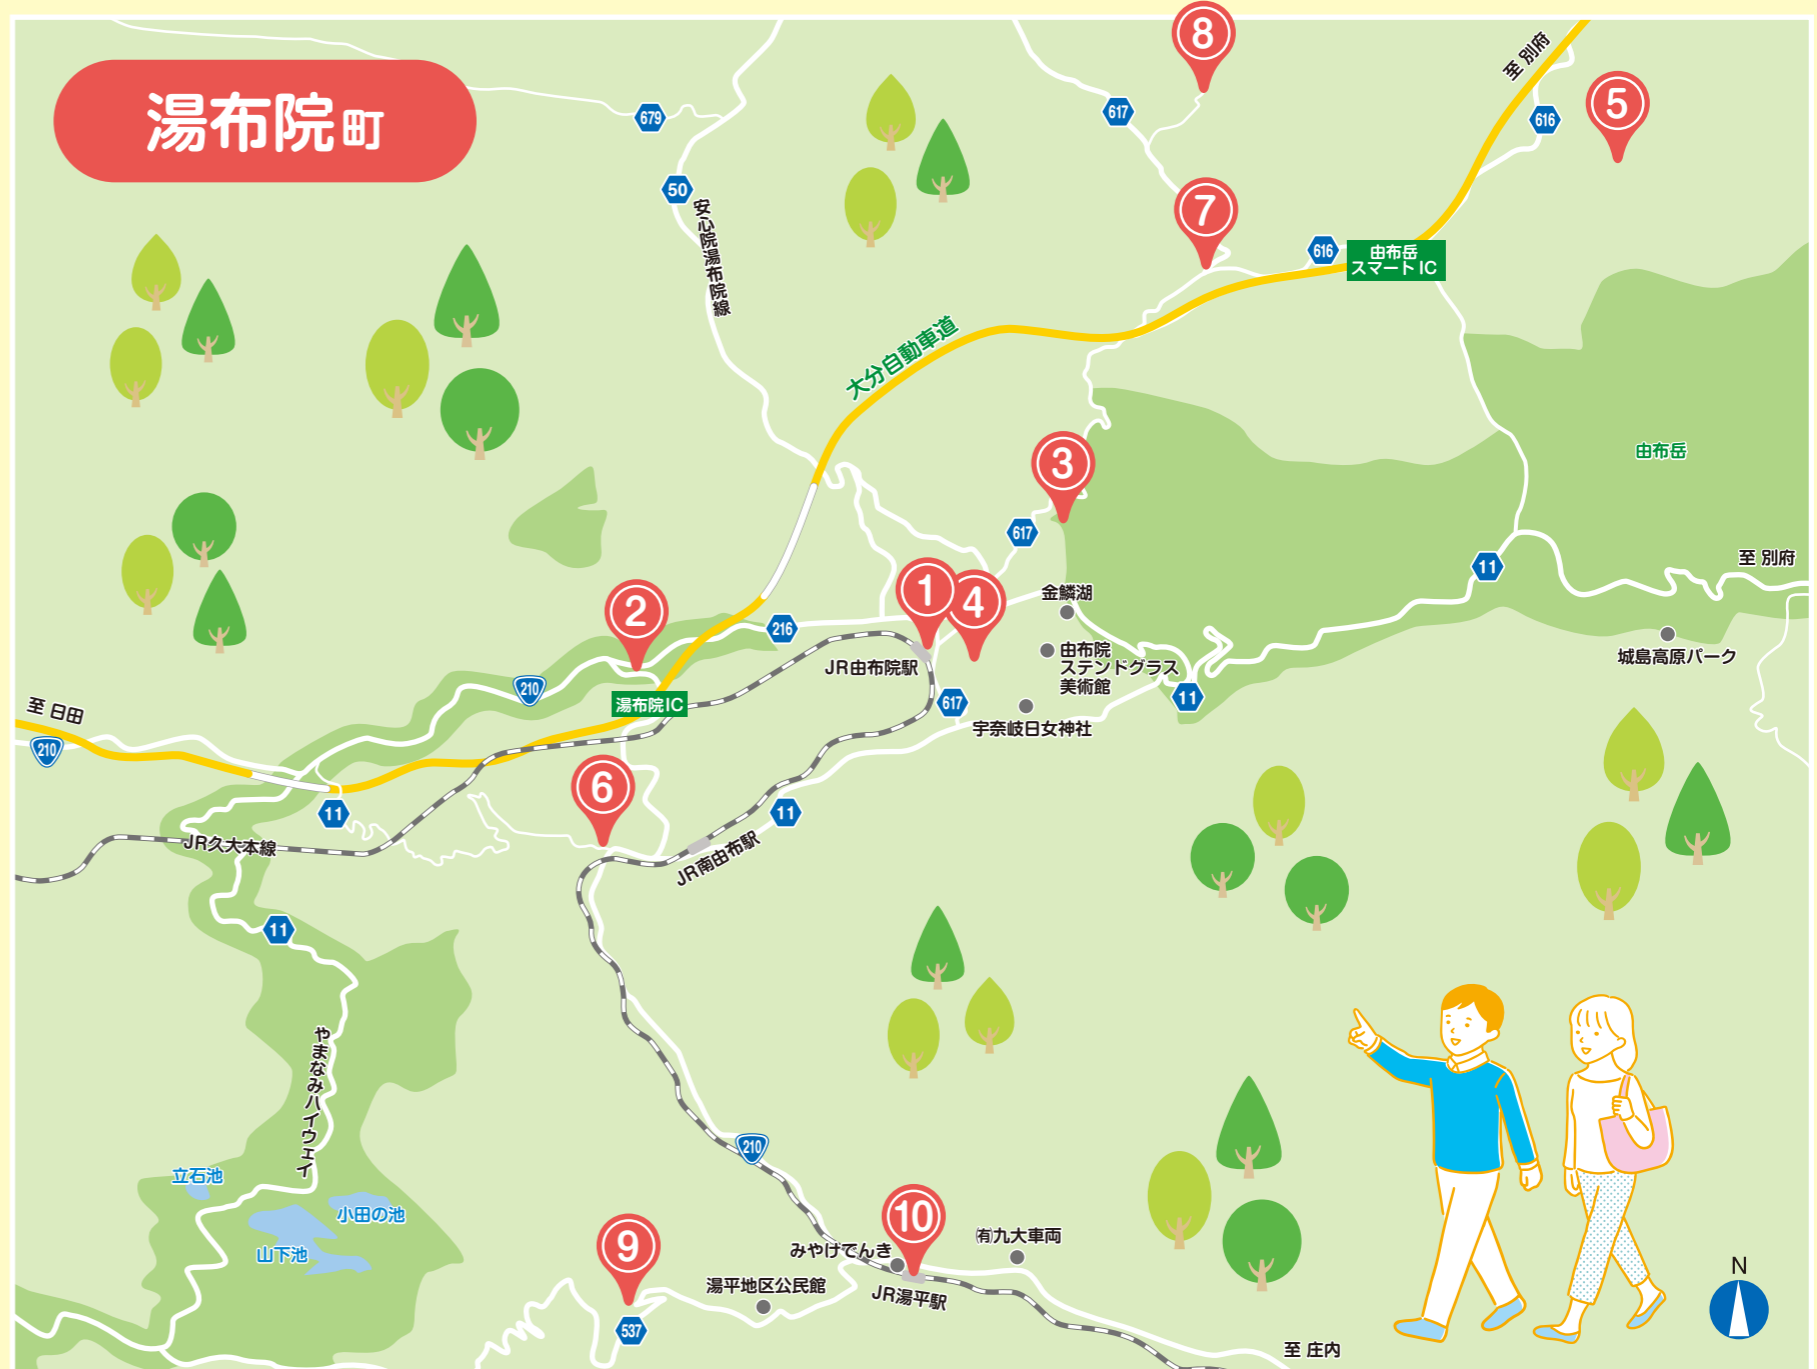 湯布院町
8
至 別府
5
617
616
679
50
安心院湯布院線
7
616
由布岳
スマートIC
大分自動車道
由布岳
3
617
11
至 別府
1
4
金鱗湖
2
216
由布院
ステンドグラス
美術館
城島高原パーク
JR由布院駅
210
湯布院IC
617
11
至 日田
宇奈岐日女神社
210
6
11
11
JR久大本線
JR南由布駅
11
やまなみハイウェイ
210
立石池
小田の池
山下池
10
9
みやけでんき
㈲九大車両
湯平地区公民館
JR湯平駅
537
至 庄内
N